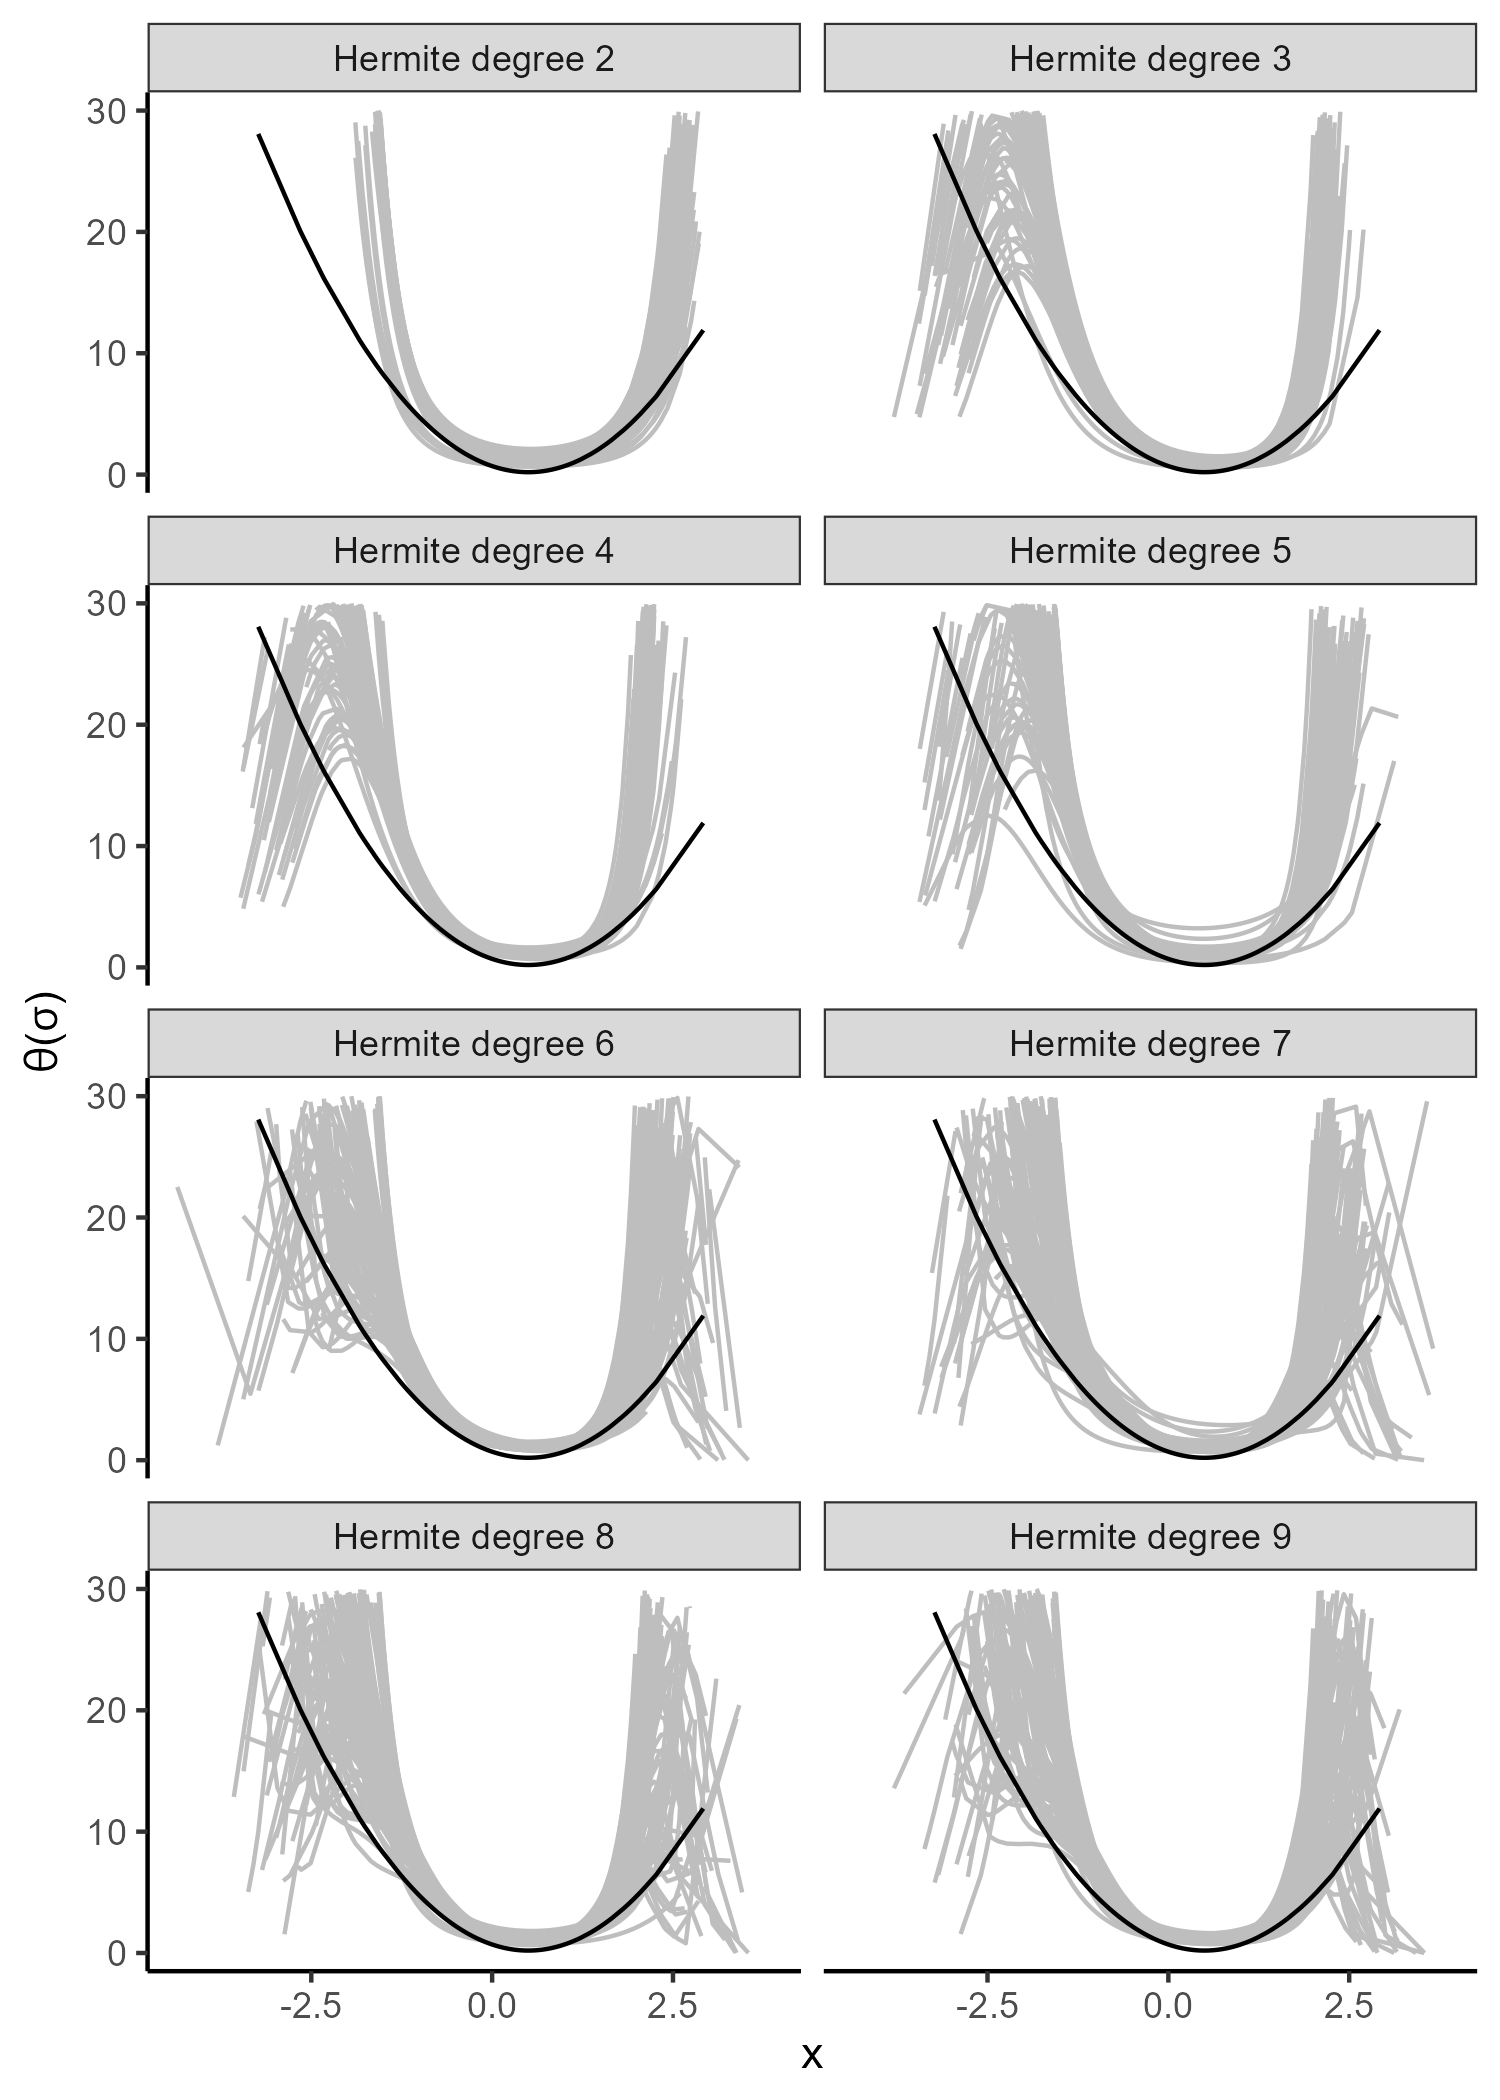 Hermite degree 2
Hermite degree 3
30
20
10
0
Hermite degree 4
Hermite degree 5
30
20
10
0
θ(σ)
Hermite degree 6
Hermite degree 7
30
20
10
0
Hermite degree 8
Hermite degree 9
30
20
10
0
-2.5 0.0 2.5
-2.5 0.0 2.5
x